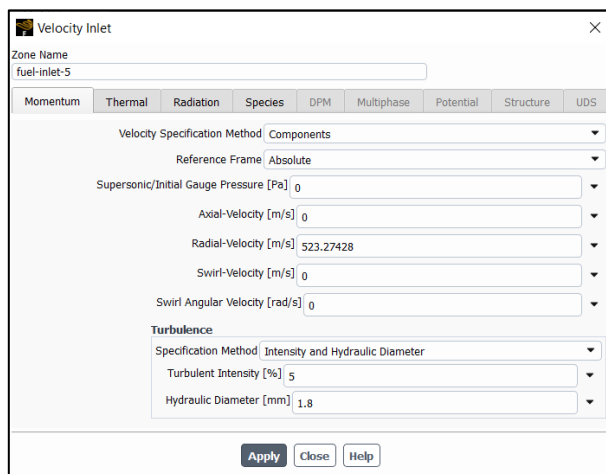 Velocity Inlet
Zone Name
fuel-inlet-5
Momentum Thermal Radiation Species DPM Multiphase Potential Structure UDS
Velocity Specification Method Components
Reference Frame Absolute
Supersonic/Initial Gauge Pressure [Pa] 0
Axial-Velocity [m/s] 0
Radial-Velocity [m/s] 523.27428
Swirl-Velocity [m/s] 0
Swirl Angular Velocity [rad/s] 0
Turbulence
Specification Method Intensity and Hydraulic Diameter
Turbulent Intensity [%] 5
Hydraulic Diameter [mm] 1.8
Apply Close Help